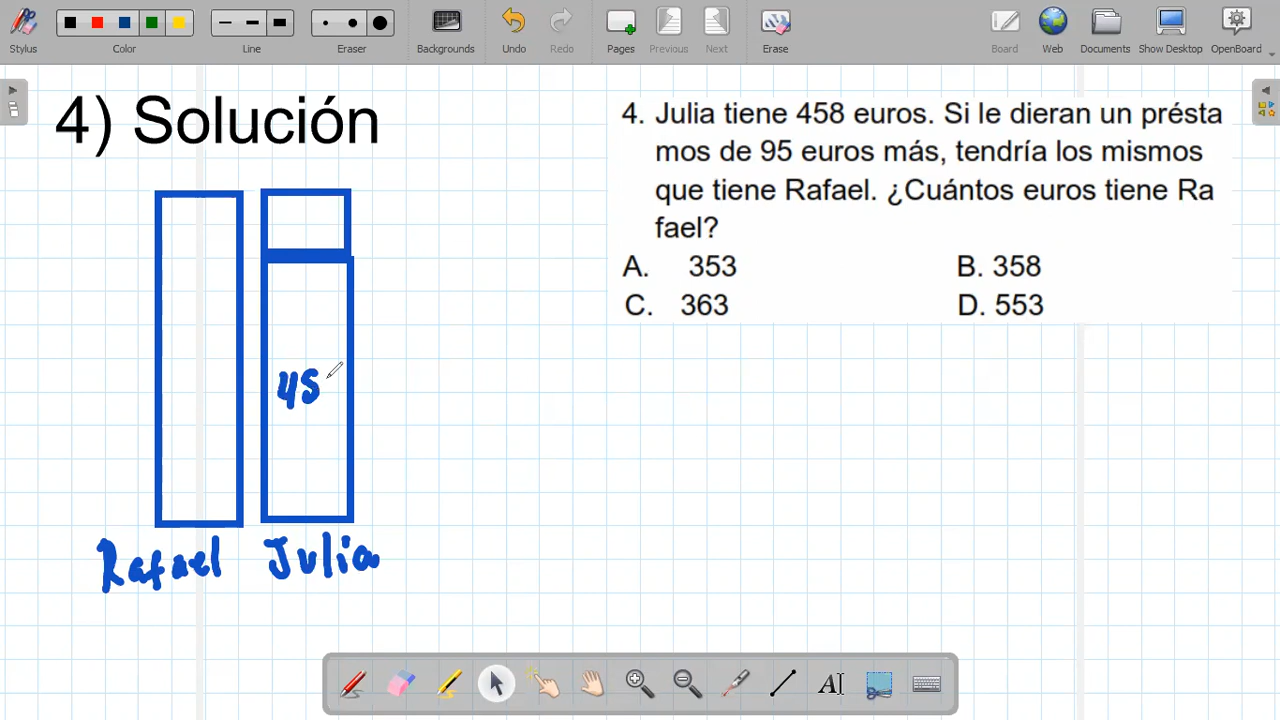 Stylus
Color
Line
Eraser
Backgrounds
Undo
Redo
Pages
Previous
Next
Erase
Board
Web
Documents
Show Desktop
OpenBoard
4) Solución
4. Julia tiene 458 euros. Si le dieran un présta
mos de 95 euros más, tendría los mismos
que tiene Rafael. ¿Cuántos euros tiene Ra
fael?
A. 353 B. 358
C. 363 D. 553
45
Rafael Julia